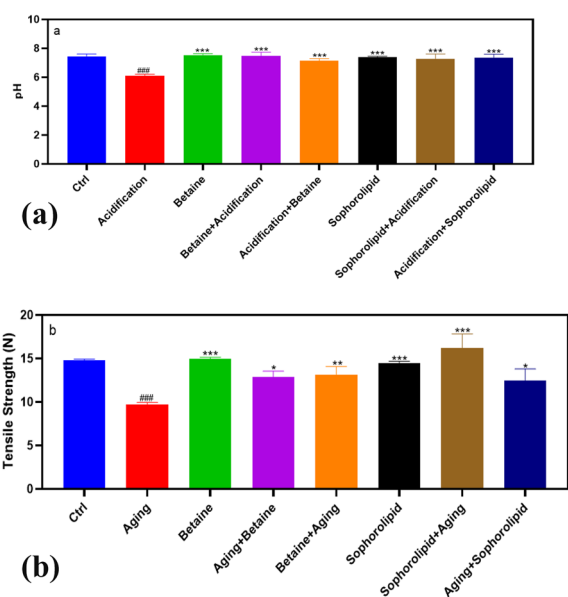 a
pH
10
8
6
4
2
0
###
***
***
***
***
***
***
Ctrl
Acidification
Betaine
Betaine+Acidification
Acidification+Betaine
Sophorolipid
Sophorolipid+Acidification
Acidification+Sophorolipid
(a)
b
Tensile Strength (N)
20
15
10
5
0
###
***
*
**
***
***
*
Ctrl
Aging
Betaine
Aging+Betaine
Betaine+Aging
Sophorolipid
Sophorolipid+Aging
Aging+Sophorolipid
(b)